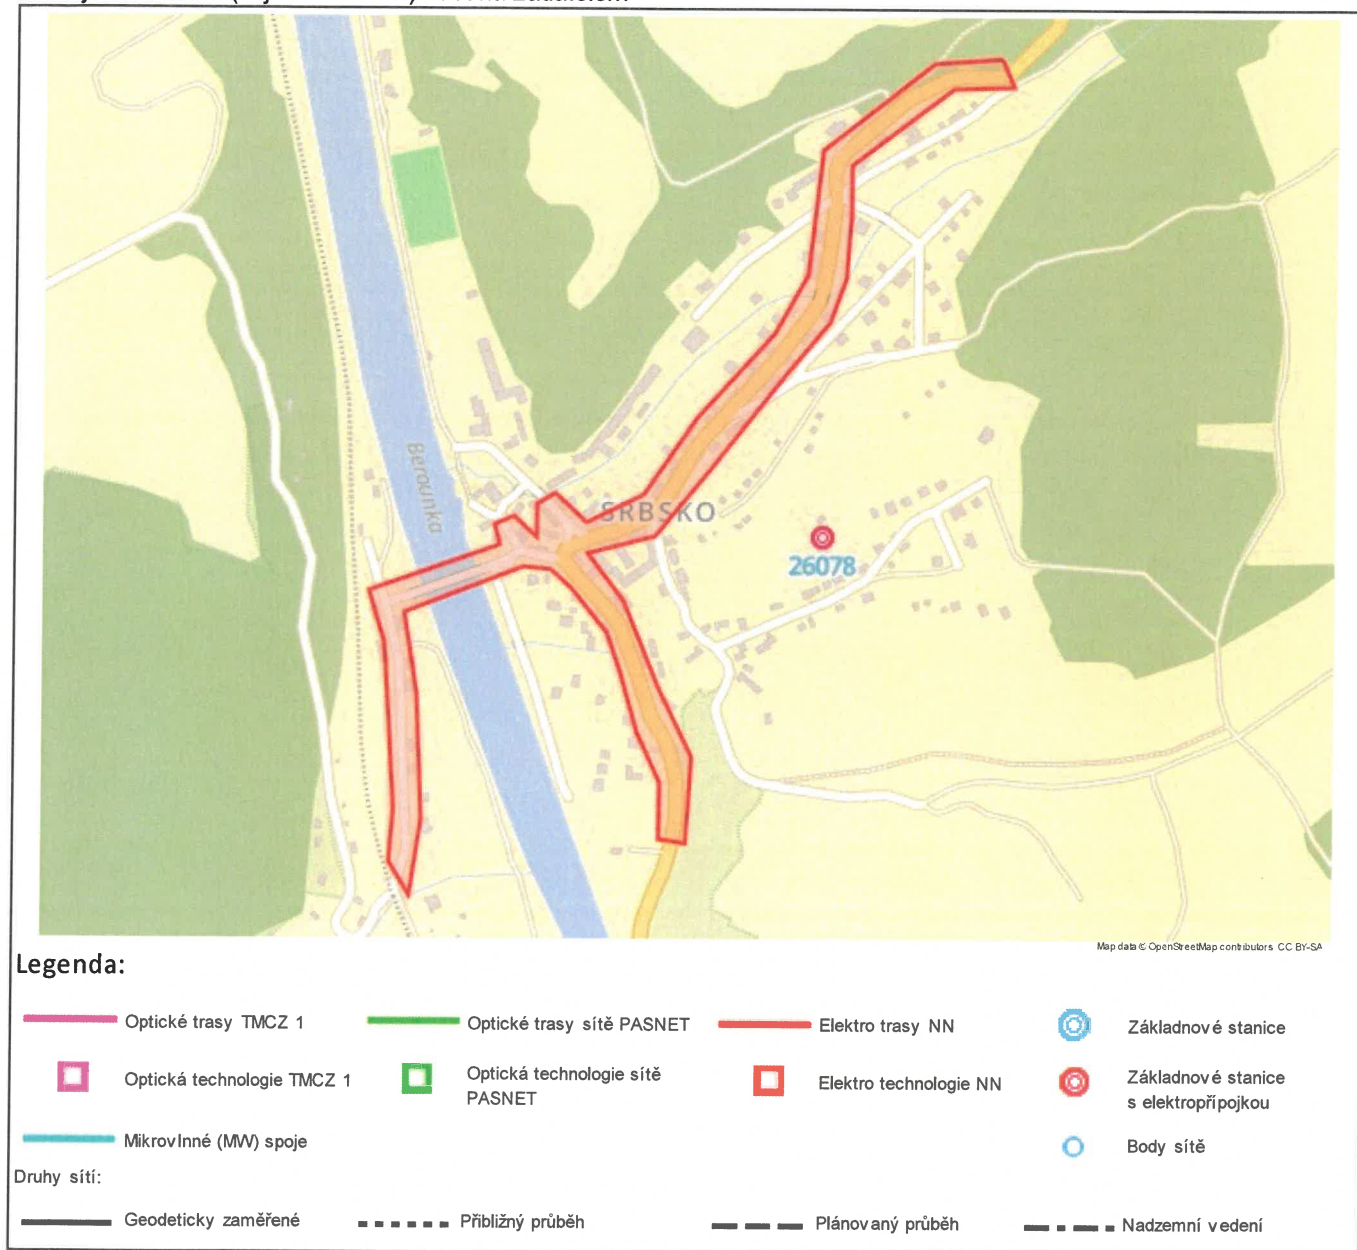 Berounka
SRBSKO
26078
Map data © OpenStreetMap contributors CC BY-SA
Legenda:
Optické trasy TMCZ 1
Optické trasy sítě PASNET
Elektro trasy NN
Základnové stanice
Optická technologie TMCZ 1
Optická technologie sítě
PASNET
Elektro technologie NN
Základnové stanice
s elektropřípojkou
Mikrovlnné (MW) spoje
Body sítě
Druhy sítí:
Geodeticky zaměřené
Přibližný průběh
Plánovaný průběh
Nadzemní vedení